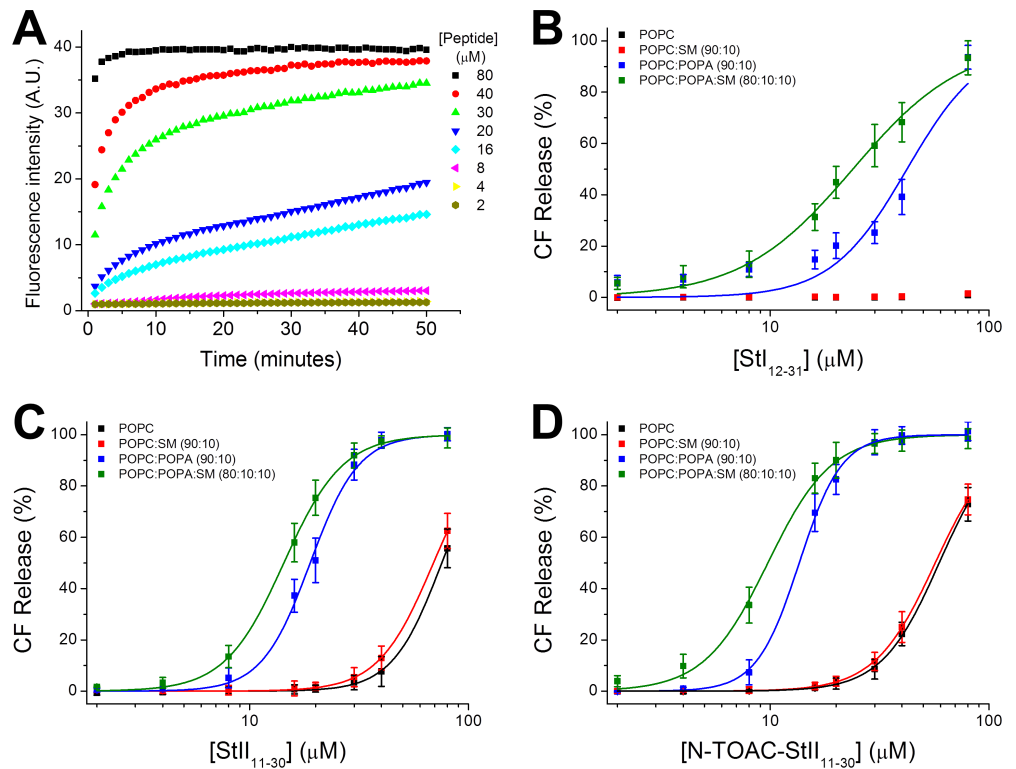 A
Fluorescence intensity (A.U.)
40
30
20
10
0
0
10
20
30
40
50
Time (minutes)
[Peptide]
(μM)
80
40
30
20
16
8
4
2
B
CF Release (%)
100
80
60
40
20
0
POPC
POPC:SM (90:10)
POPC:POPA (90:10)
POPC:POPA:SM (80:10:10)
10
100
[StI12-31] (μM)
C
CF Release (%)
100
80
60
40
20
0
POPC
POPC:SM (90:10)
POPC:POPA (90:10)
POPC:POPA:SM (80:10:10)
10
100
[StII11-30] (μM)
D
CF Release (%)
100
80
60
40
20
0
POPC
POPC:SM (90:10)
POPC:POPA (90:10)
POPC:POPA:SM (80:10:10)
10
100
[N-TOAC-StII11-30] (μM)